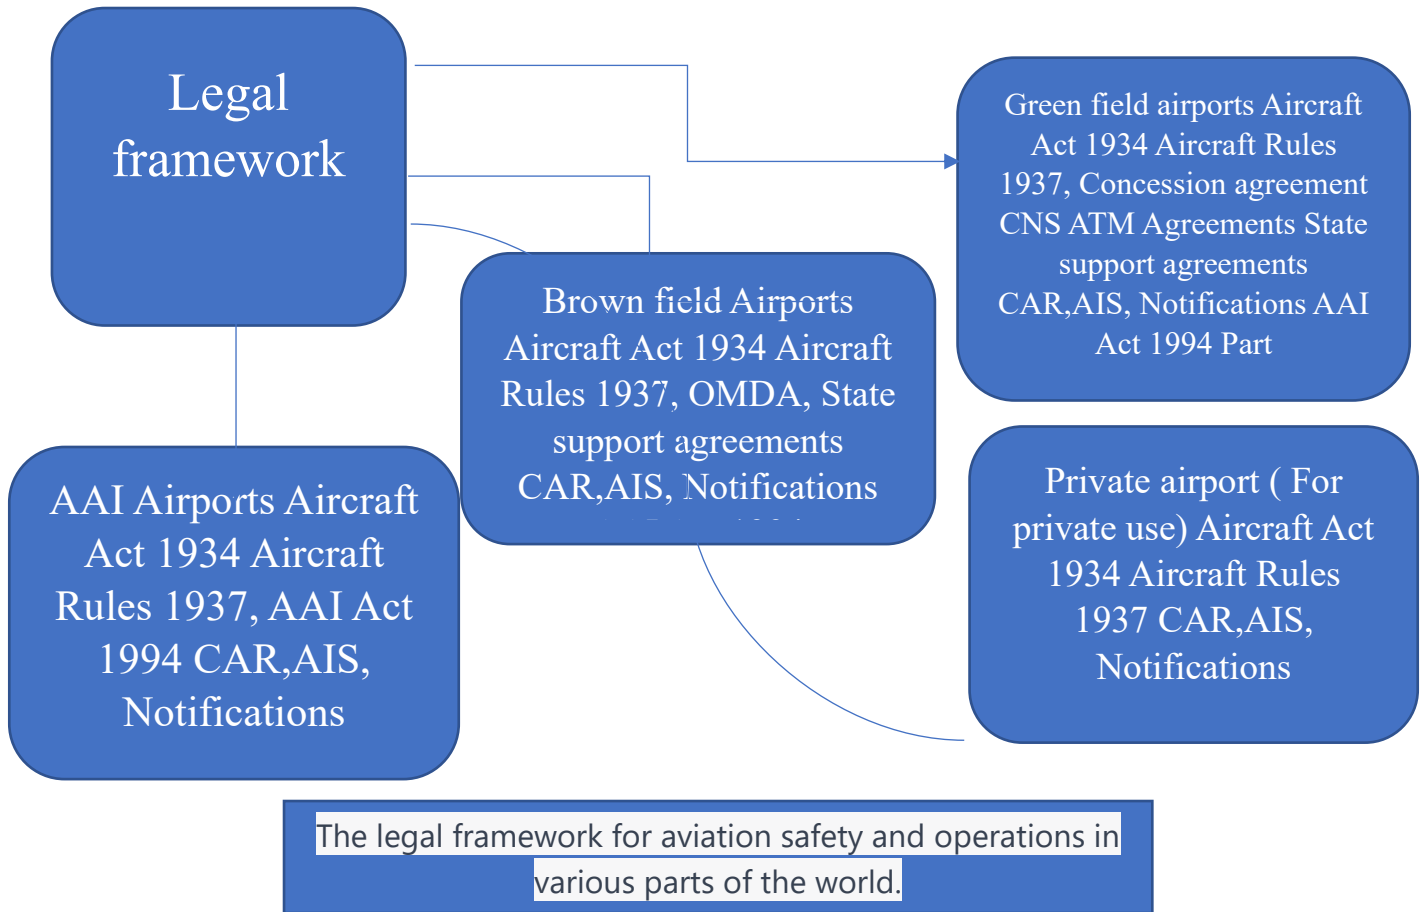 Legal
framework
Green field airports Aircraft
Act 1934 Aircraft Rules
1937, Concession agreement
CNS ATM Agreements State
support agreements
CAR,AIS, Notifications AAI
Act 1994 Part
Brown field Airports
Aircraft Act 1934 Aircraft
Rules 1937, OMDA, State
support agreements
CAR,AIS, Notifications
AAI Airports Aircraft
Act 1934 Aircraft
Rules 1937, AAI Act
1994 CAR,AIS,
Notifications
Private airport ( For
private use) Aircraft Act
1934 Aircraft Rules
1937 CAR,AIS,
Notifications
The legal framework for aviation safety and operations in
various parts of the world.